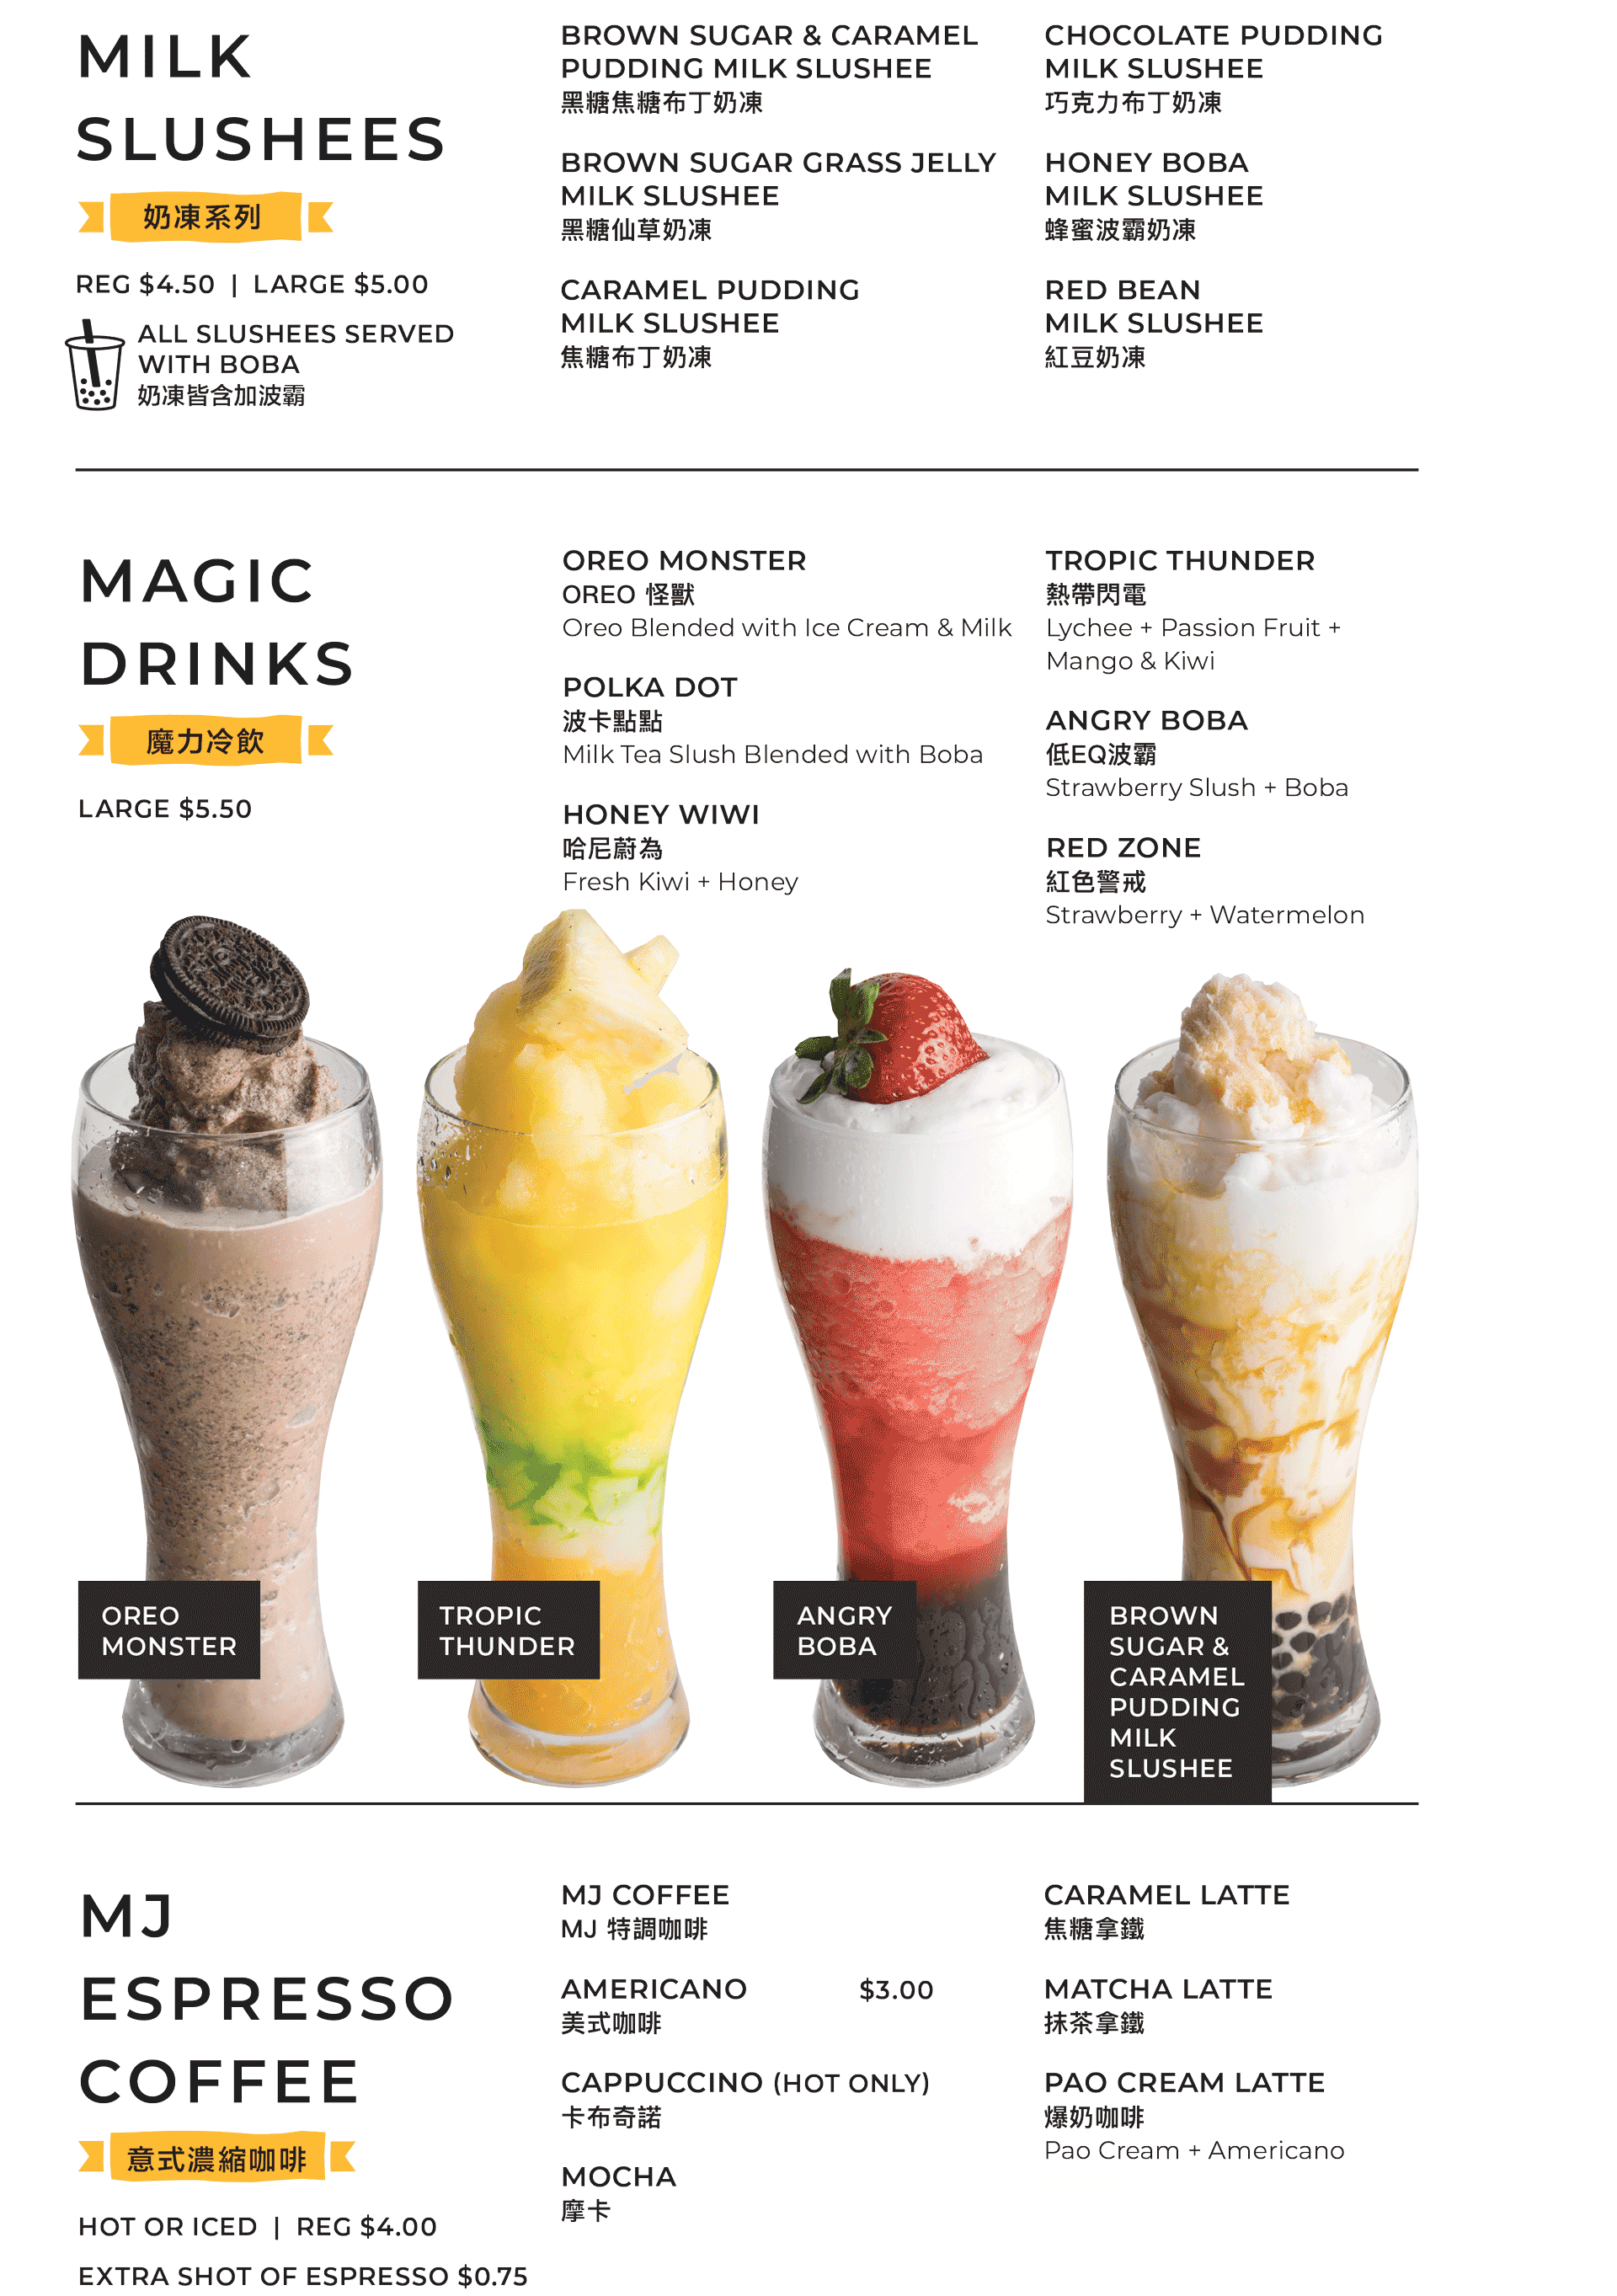 MILK
SLUSHEES
奶凍系列
REG $4.50 | LARGE $5.00
ALL SLUSHEES SERVED
WITH BOBA
奶凍皆含加波霸
BROWN SUGAR & CARAMEL
PUDDING MILK SLUSHEE
黑糖焦糖布丁奶凍
BROWN SUGAR GRASS JELLY
MILK SLUSHEE
黑糖仙草奶凍
CARAMEL PUDDING
MILK SLUSHEE
焦糖布丁奶凍
CHOCOLATE PUDDING
MILK SLUSHEE
巧克力布丁奶凍
HONEY BOBA
MILK SLUSHEE
蜂蜜波霸奶凍
RED BEAN
MILK SLUSHEE
紅豆奶凍
MAGIC
DRINKS
魔力冷飲
LARGE $5.50
OREO MONSTER
OREO 怪獸
Oreo Blended with Ice Cream & Milk
POLKA DOT
波卡點點
Milk Tea Slush Blended with Boba
HONEY WIWI
哈尼蔚為
Fresh Kiwi + Honey
TROPIC THUNDER
熱帶閃電
Lychee + Passion Fruit +
Mango & Kiwi
ANGRY BOBA
低EQ波霸
Strawberry Slush + Boba
RED ZONE
紅色警戒
Strawberry + Watermelon
OREO
MONSTER
TROPIC
THUNDER
ANGRY
BOBA
BROWN
SUGAR &
CARAMEL
PUDDING
MILK
SLUSHEE
MJ
ESPRESSO
COFFEE
意式濃縮咖啡
HOT OR ICED | REG $4.00
EXTRA SHOT OF ESPRESSO $0.75
MJ COFFEE
MJ 特調咖啡
AMERICANO $3.00
美式咖啡
CAPPUCCINO (HOT ONLY)
卡布奇諾
MOCHA
摩卡
CARAMEL LATTE
焦糖拿鐵
MATCHA LATTE
抹茶拿鐵
PAO CREAM LATTE
爆奶咖啡
Pao Cream + Americano